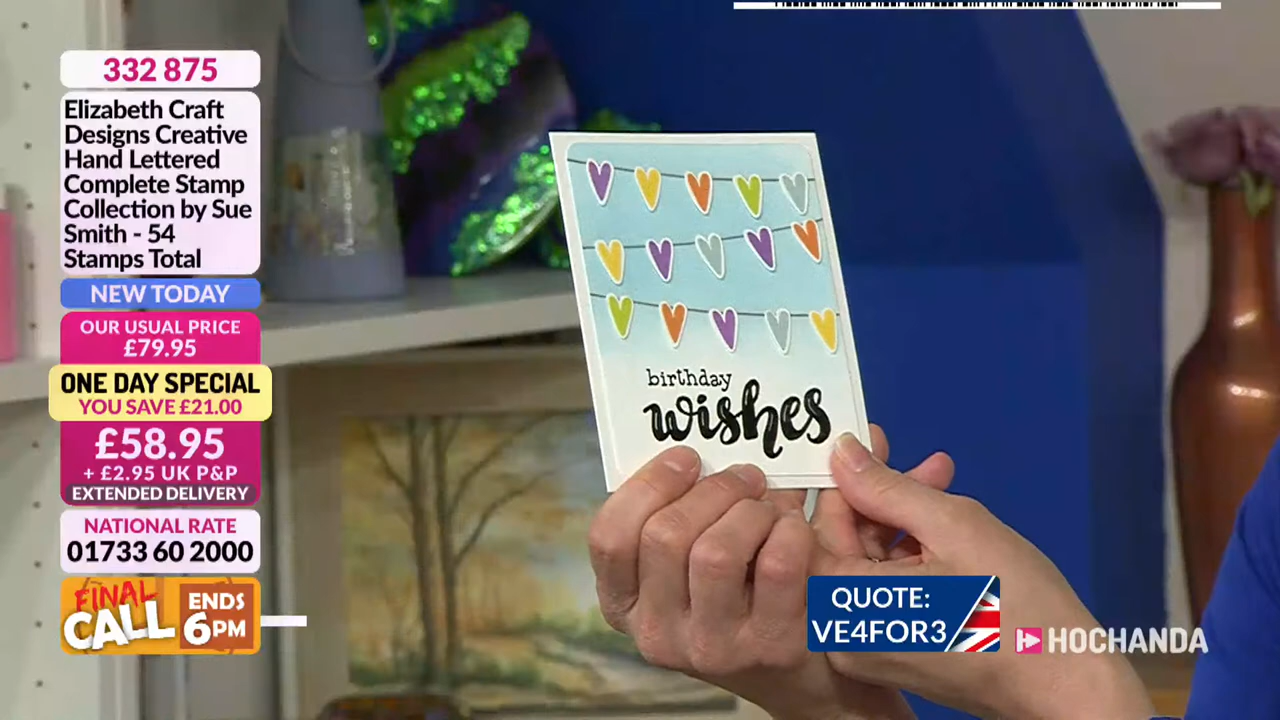 332 875
Elizabeth Craft
Designs Creative
Hand Lettered
Complete Stamp
Collection by Sue
Smith - 54
Stamps Total
NEW TODAY
OUR USUAL PRICE
£79.95
ONE DAY SPECIAL
YOU SAVE £21.00
£58.95
+ £2.95 UK P&P
EXTENDED DELIVERY
NATIONAL RATE
01733 60 2000
FINAL
CALL
ENDS
6PM
birthday
wishes
QUOTE:
VE4FOR3
HOCHANDA